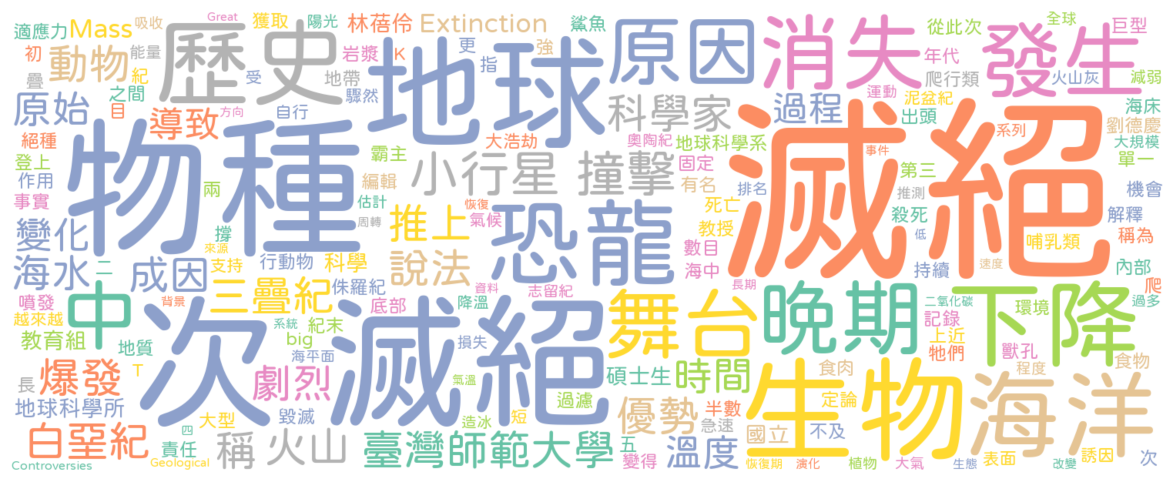 適應力 Mass 吸收 Great 獲取 陽光 林蓓伶 Extinction 鯊魚 原因 消失 從此次 全球 巨型
初 動物 能量 歷史 岩漿 K 更 強 年代 發生
疊 紀 受 地帶 地球 指 爬行類 火山灰 減弱
原始 之間 目 導致 方向 自行 驟然 科學家 過程 運動 泥盆紀 出頭 海床 劉德慶
絕種 物種 大浩劫 奧陶紀 地球科學系 滅絕 事件 系列 大規模
登上 霸主 小行星 撞擊 固定 第三 單一
作用 兩 編輯 有名 排名 推測 機會
事實 估計 恢復 死亡 殺死 解釋
變化 撐 周轉 推上 氣候 恐龍 教授 低 哺乳類 稱為
來源 數目
海水 二 成因 支持 行動物 科學 說法 海中 持續 內部 爬
噴發 中 背景 三疊紀 侏羅紀 志留紀 資料 長期 速度
越來越 次滅絕 底部 降溫 舞台 晚期 下降 二氧化碳 環境 過多
教育組 地質 T 系統 紀末 big 損失 記錄 上近
爆發 劇烈 海平面 氣溫 碩士生 時間 生物 食肉 牠們 獸孔 食物
長 毀滅 海洋 程度
地球科學所 大型 造冰 短 過濾 優勢 半數 定論
白堊紀 四 稱 火山 臺灣師範大學 五 急速 國立 不及
責任 變得 溫度 表面 誘因 次
Controversies Geological 恢復期 演化 植物 大氣 生態 改變